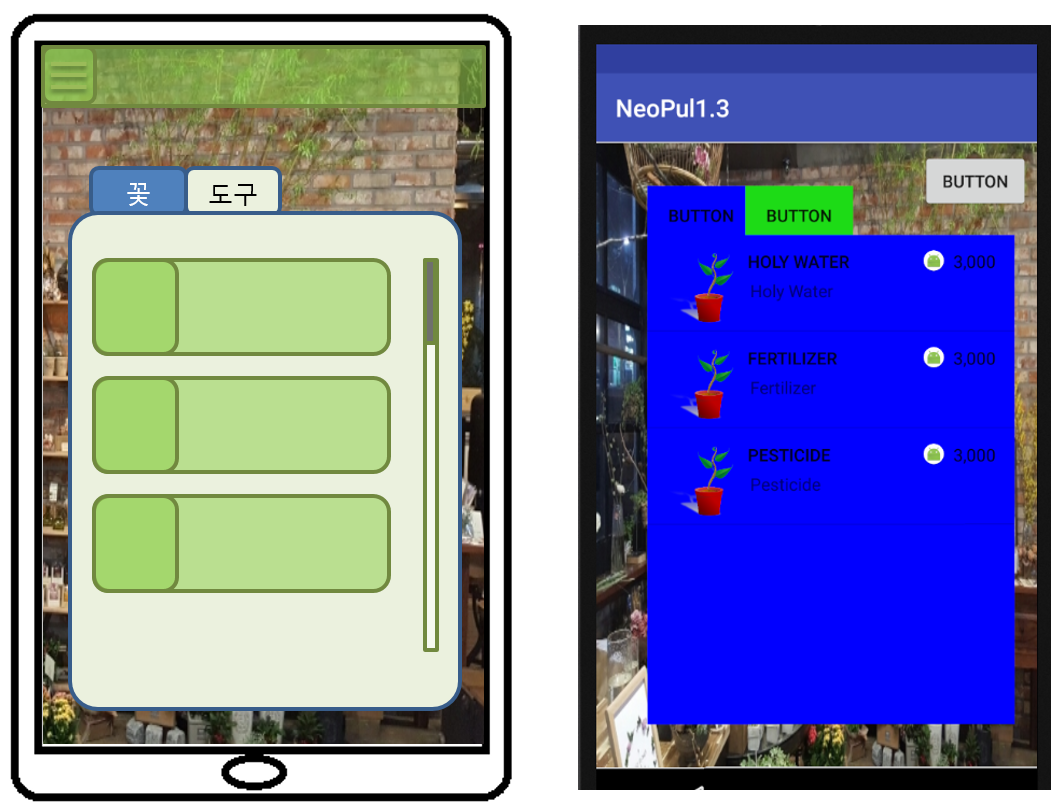 꽃 도구
NeoPul1.3
BUTTON
BUTTON BUTTON
HOLY WATER 3,000
Holy Water
FERTILIZER 3,000
Fertilizer
PESTICIDE 3,000
Pesticide